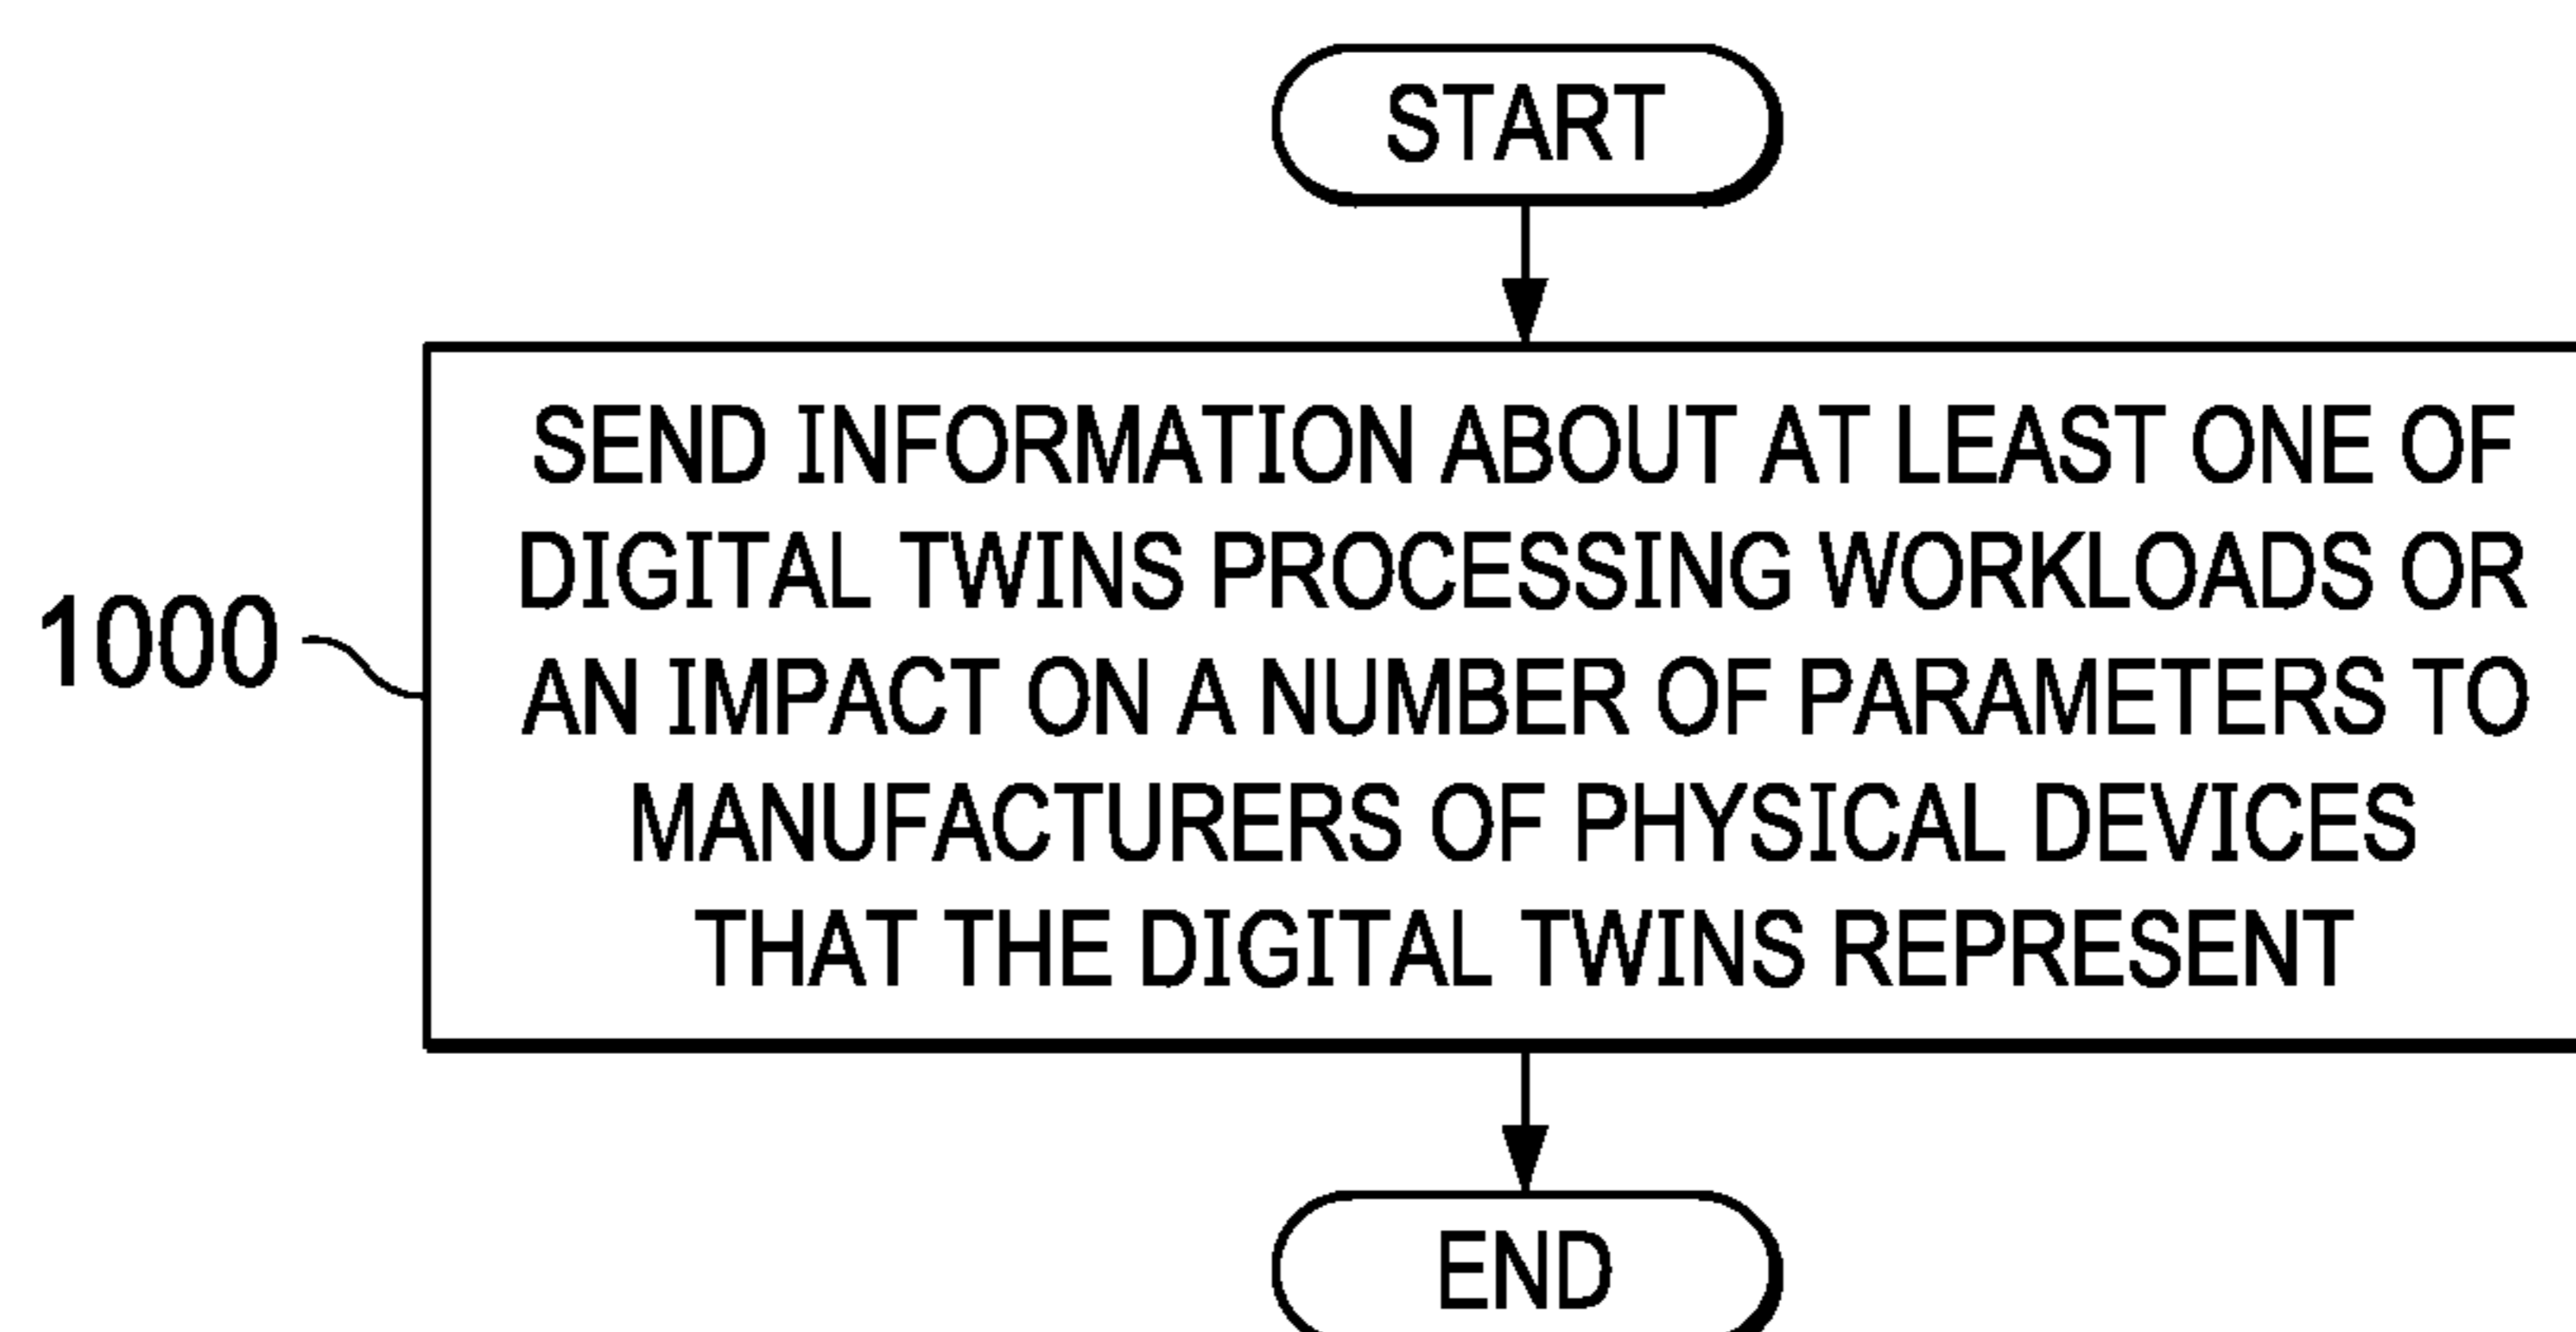 START
SEND INFORMATION ABOUT AT LEAST ONE OF
DIGITAL TWINS PROCESSING WORKLOADS OR
AN IMPACT ON A NUMBER OF PARAMETERS TO
MANUFACTURERS OF PHYSICAL DEVICES
THAT THE DIGITAL TWINS REPRESENT
1000
END